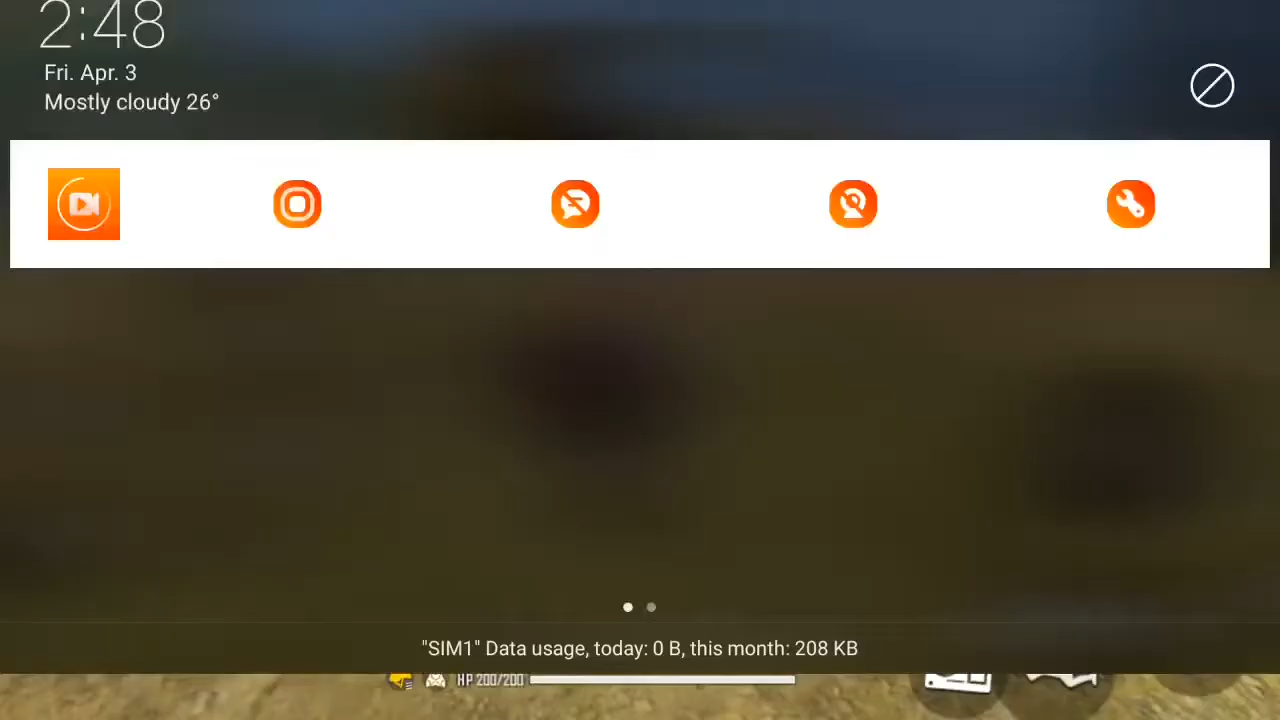 2:48
Fri. Apr. 3
Mostly cloudy 26°
"SIM1" Data usage, today: 0 B, this month: 208 KB
HP 200/200